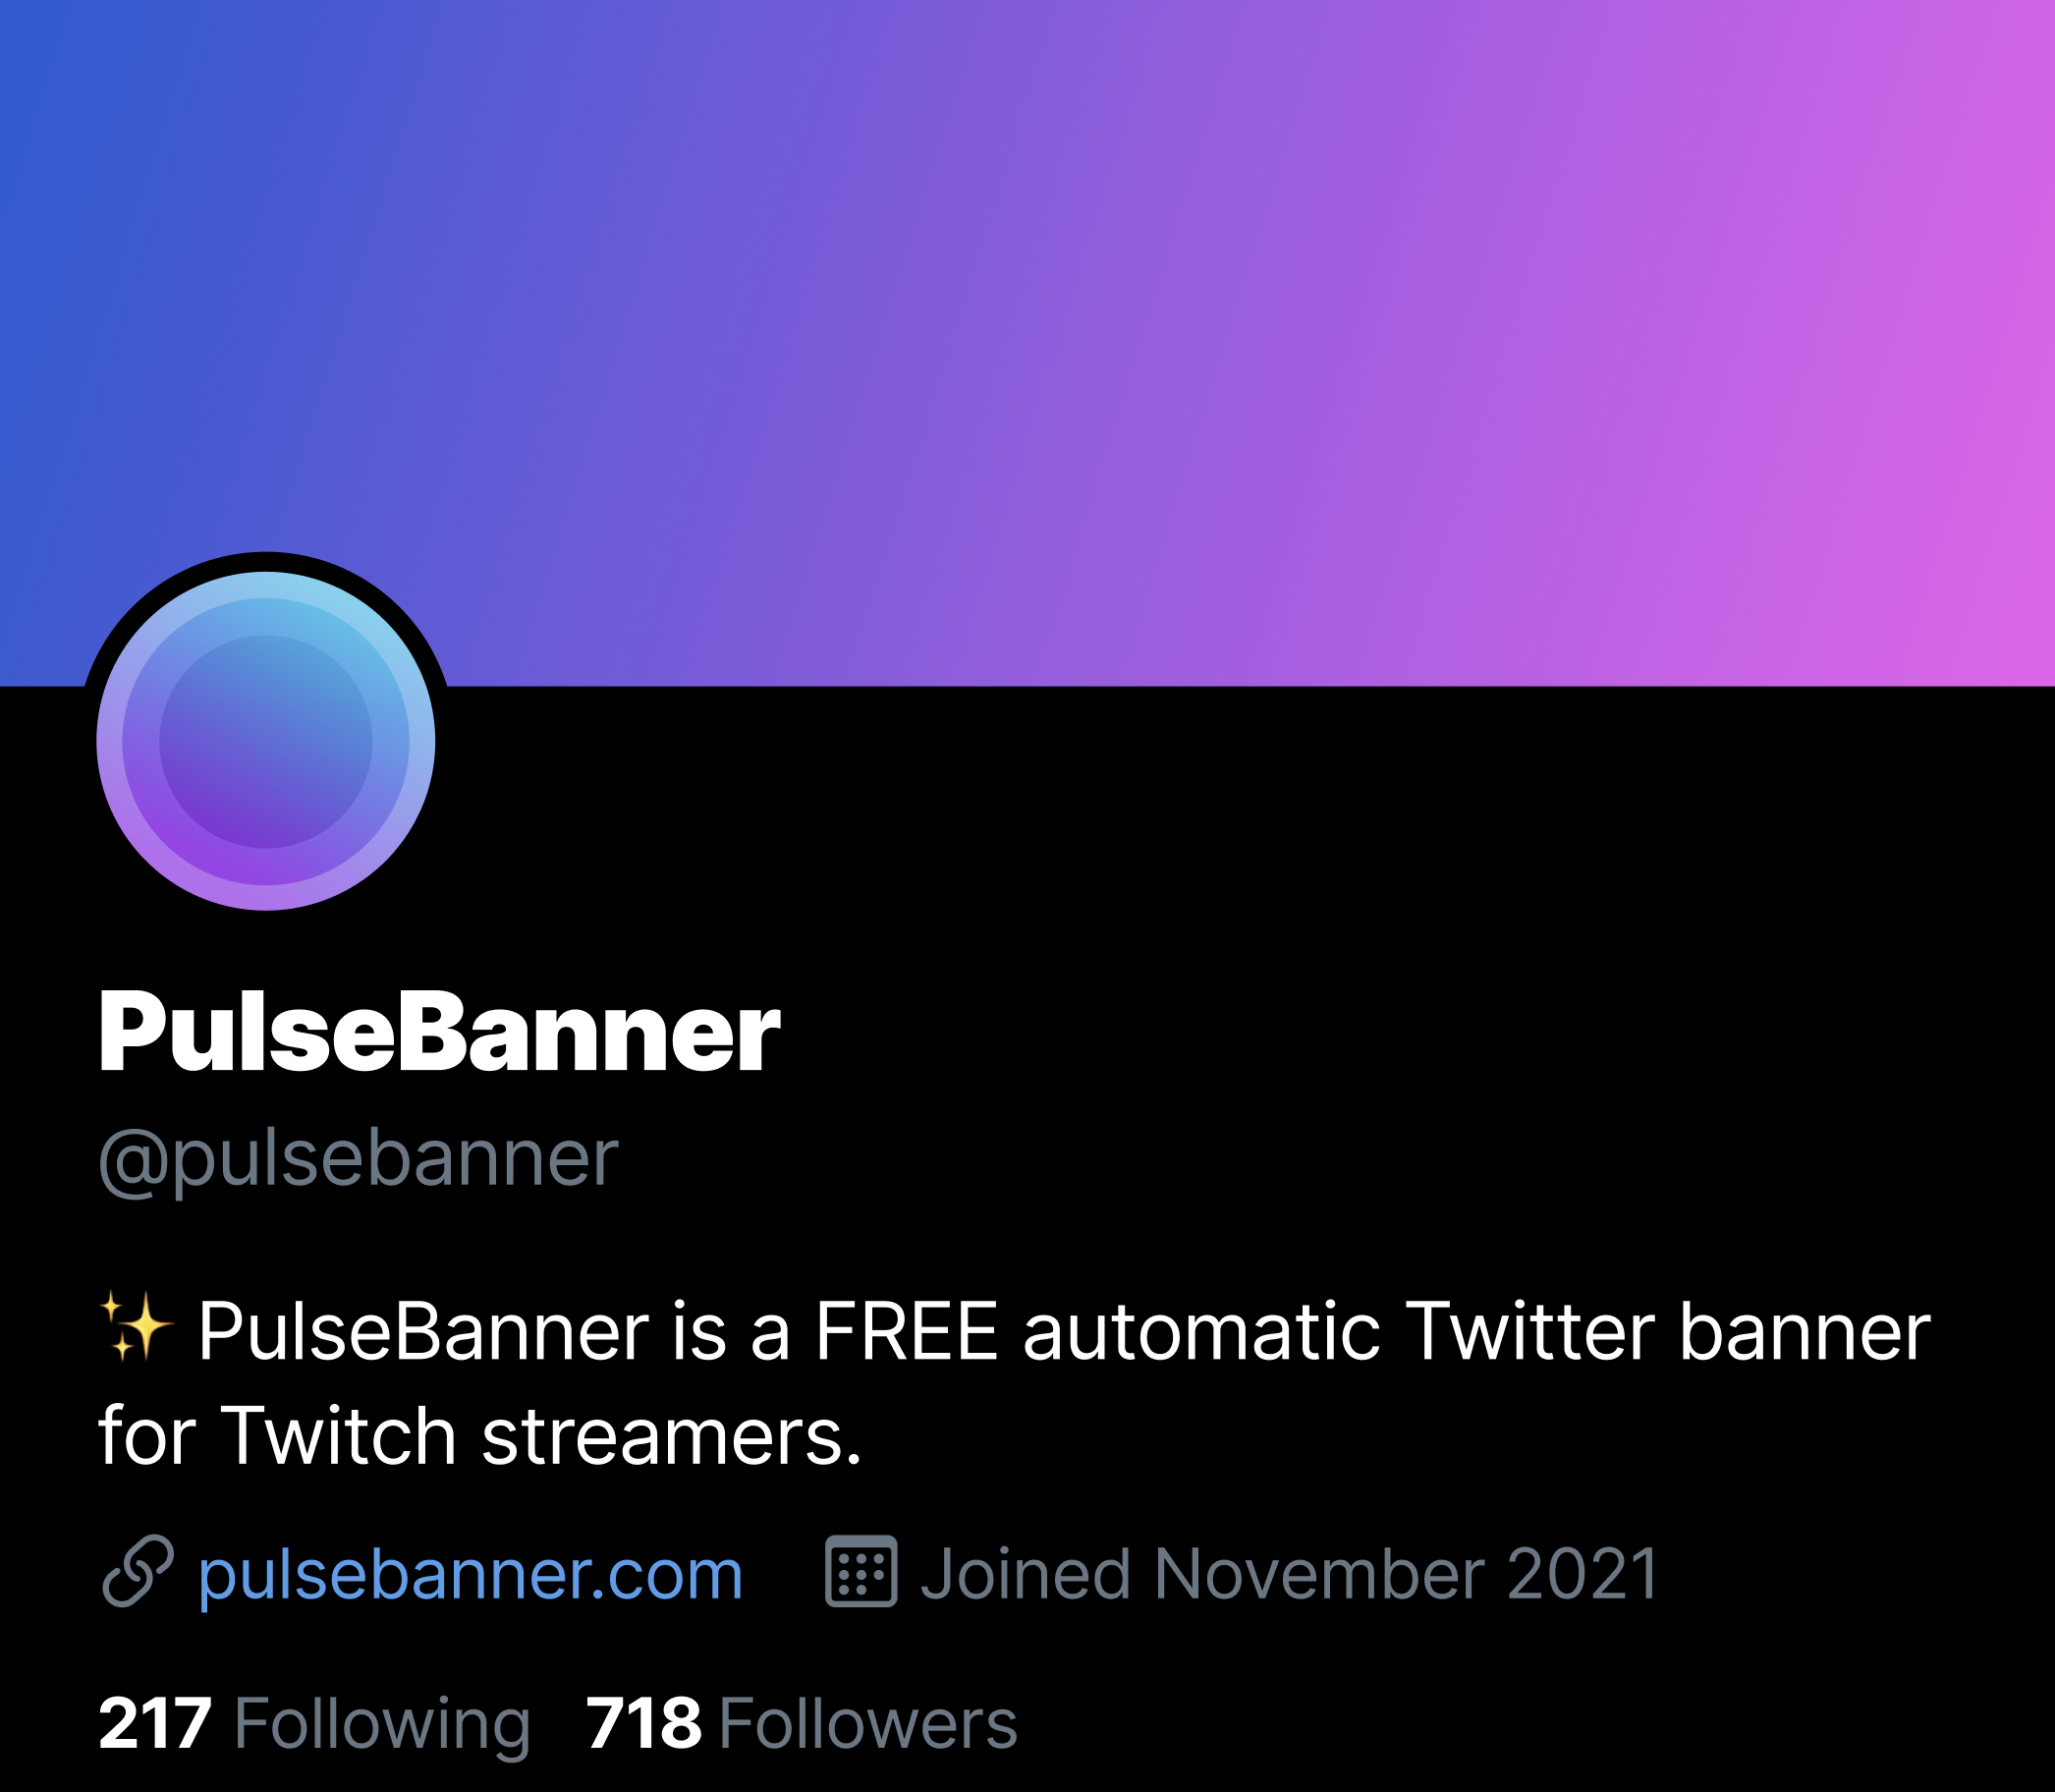 PulseBanner
@pulsebanner
✨ PulseBanner is a FREE automatic Twitter banner
for Twitch streamers.
pulsebanner.com Joined November 2021
217 Following 718 Followers